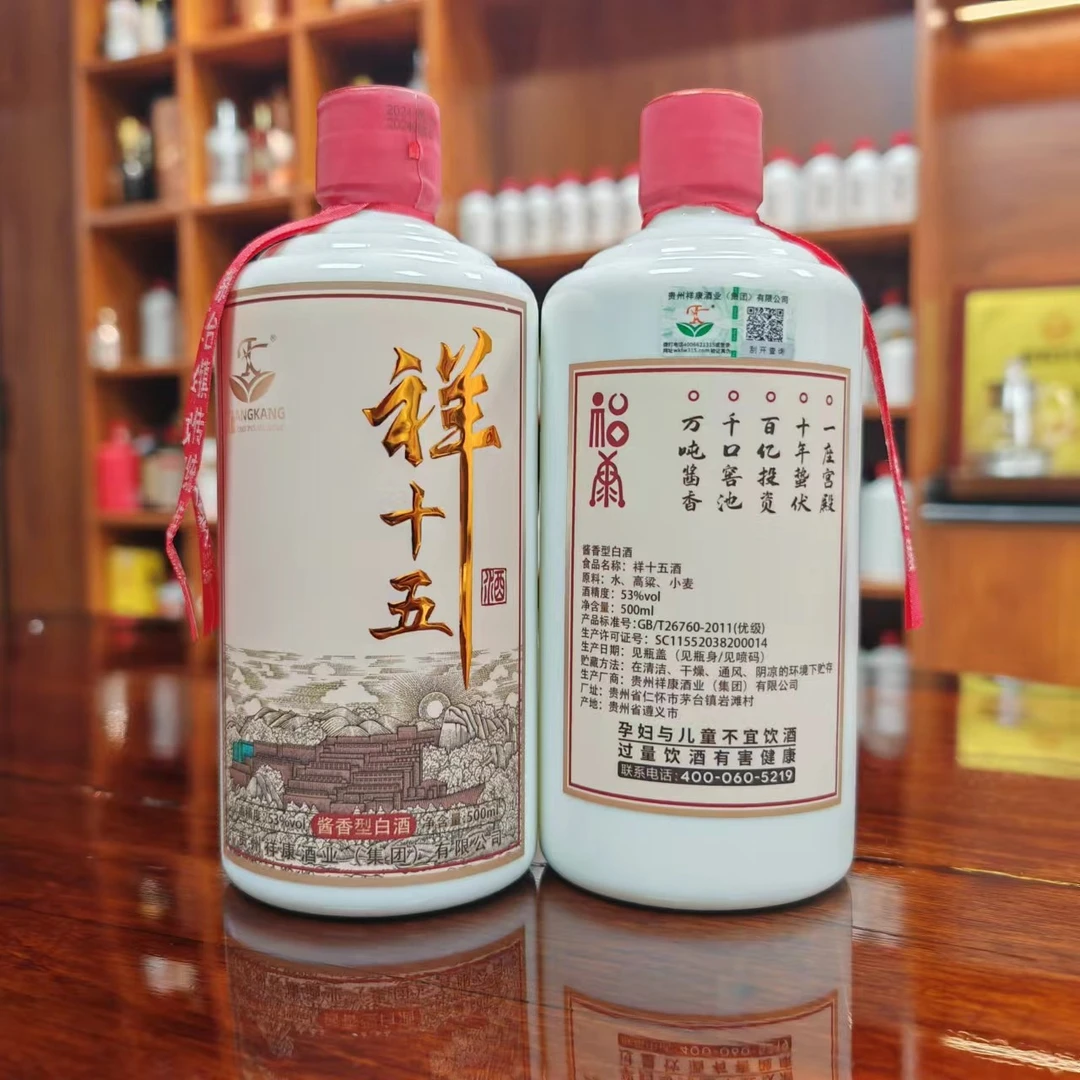 祥十五
酒
53%vol
酱香型白酒
净含量:500ml
州祥康酒业（集团）有限公司
贵州祥康酒业（集团）有限公司
刮开查询
一座宫殿
十年蛰伏
百亿投资
千口窖池
万吨酱香
酱香型白酒
食品名称：祥十五酒
原料：水、高粱、小麦
酒精度：53%vol
净含量：500ml
产品标准号:GB/T26760-2011(优级)
生产许可证号：SC11552038200014
生产日期：见瓶盖（见瓶身/见喷码）
贮藏方法：在清洁、干燥、通风、阴凉的环境下贮存
生产厂商：贵州祥康酒业（集团）有限公司
厂址：贵州省仁怀市茅台镇岩滩村
产地：贵州省遵义市
孕妇与儿童不宜饮酒
过量饮酒有害健康
联系电话:400-060-5219